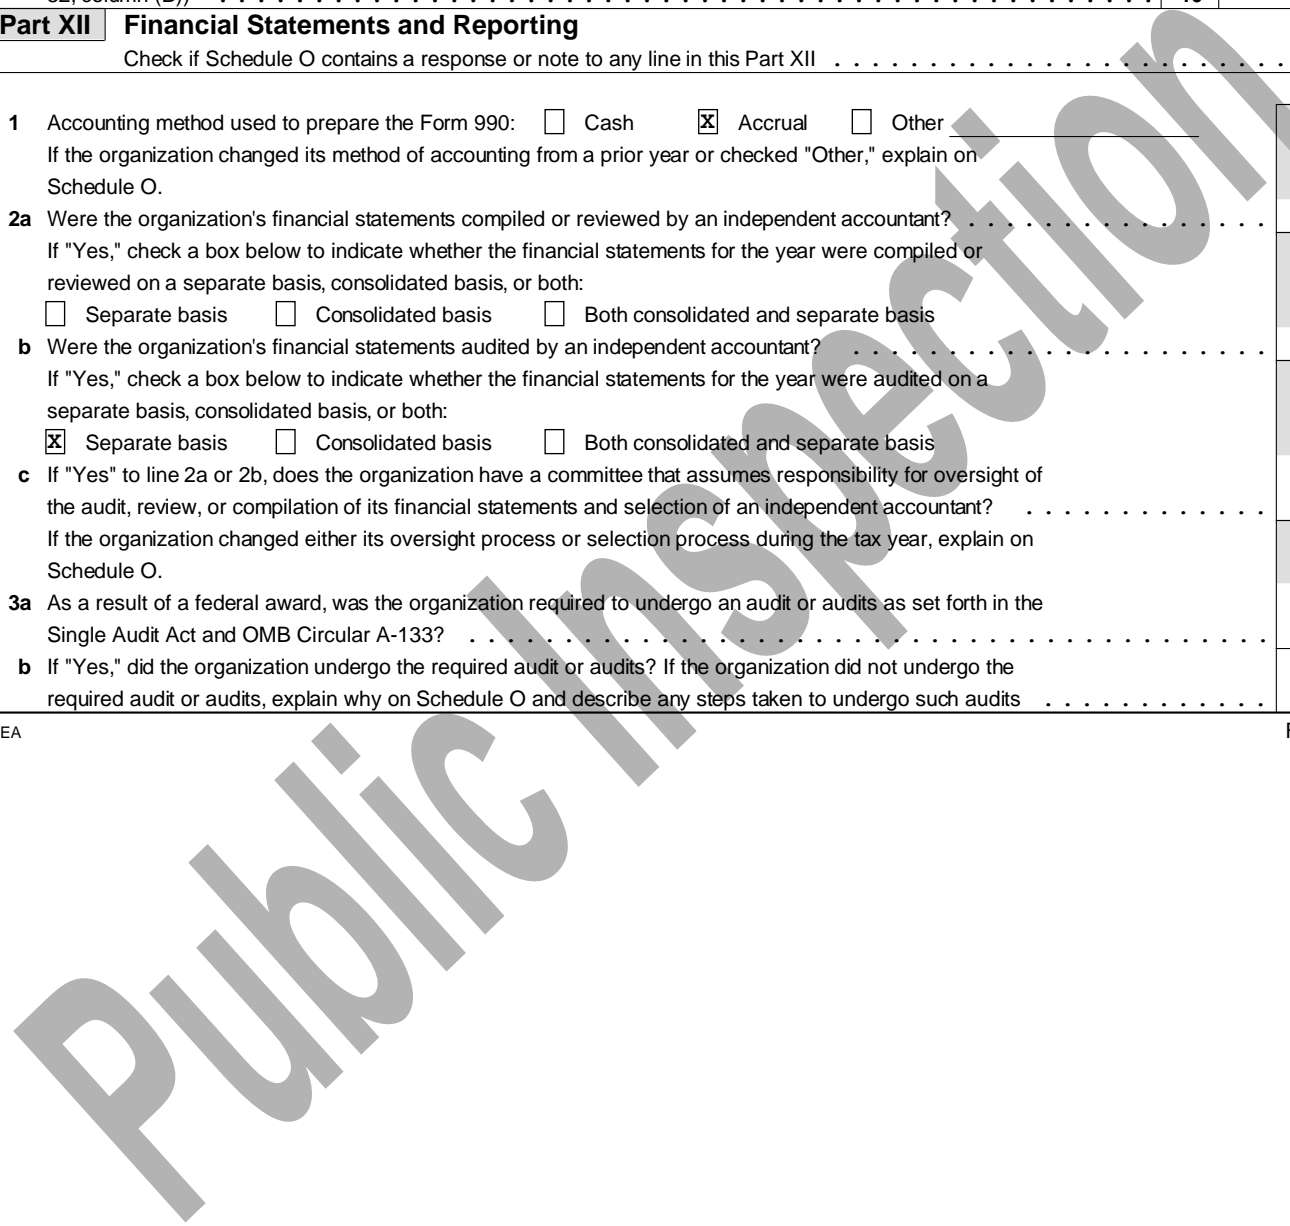 column (B))
Part XII Financial Statements and Reporting
Check if Schedule O contains a response or note to any line in this Part XII . . . . . . . . . . . . . . . . . . . . . . . .
1 Accounting method used to prepare the Form 990: Cash X Accrual Other
If the organization changed its method of accounting from a prior year or checked "Other," explain on
Schedule O.
2a Were the organization's financial statements compiled or reviewed by an independent accountant? . . . . . . . . . . . . . . . .
If "Yes," check a box below to indicate whether the financial statements for the year were compiled or
reviewed on a separate basis, consolidated basis, or both:
Separate basis Consolidated basis Both consolidated and separate basis
b Were the organization's financial statements audited by an independent accountant? . . . . . . . . . . . . . . . . . . . . . .
If "Yes," check a box below to indicate whether the financial statements for the year were audited on a
separate basis, consolidated basis, or both:
X Separate basis Consolidated basis Both consolidated and separate basis
c If "Yes" to line 2a or 2b, does the organization have a committee that assumes responsibility for oversight of
the audit, review, or compilation of its financial statements and selection of an independent accountant? . . . . . . . . . . . . .
If the organization changed either its oversight process or selection process during the tax year, explain on
Schedule O.
3a As a result of a federal award, was the organization required to undergo an audit or audits as set forth in the
Single Audit Act and OMB Circular A-133? . . . . . . . . . . . . . . . . . . . . . . . . . . . . . . . . . . . . . . . . . .
b If "Yes," did the organization undergo the required audit or audits? If the organization did not undergo the
required audit or audits, explain why on Schedule O and describe any steps taken to undergo such audits . . . . . . . . . . . .
EA
Public Inspection